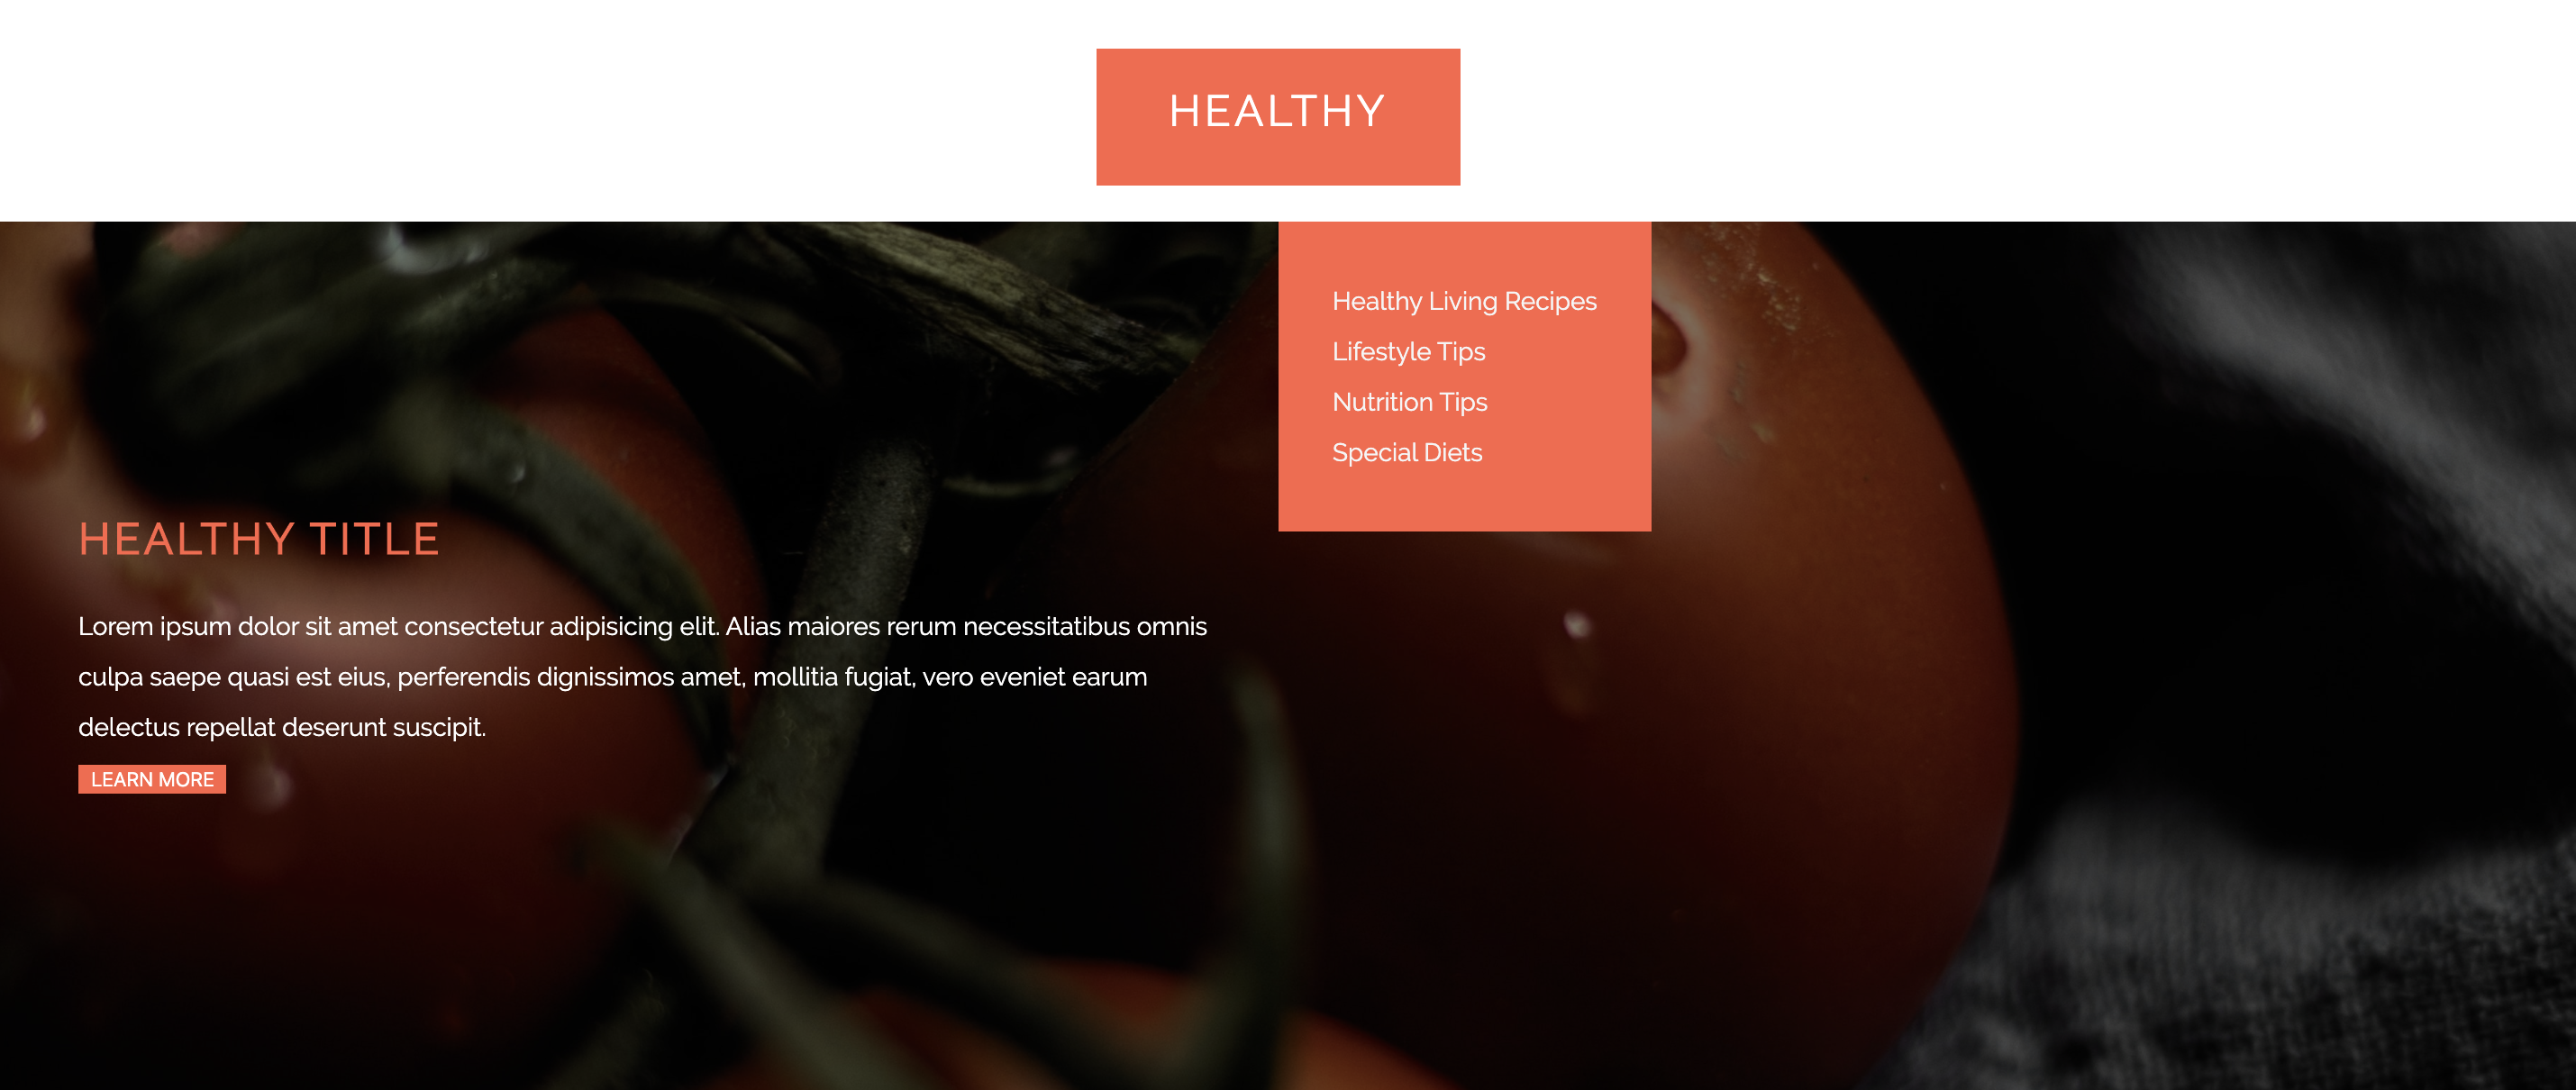 HEALTHY
Healthy Living Recipes
Lifestyle Tips
Nutrition Tips
Special Diets
HEALTHY TITLE
Lorem ipsum dolor sit amet consectetur adipisicing elit. Alias maiores rerum necessitatibus omnis
culpa saepe quasi est eius, perferendis dignissimos amet, mollitia fugiat, vero eveniet earum
delectus repellat deserunt suscipit.
LEARN MORE